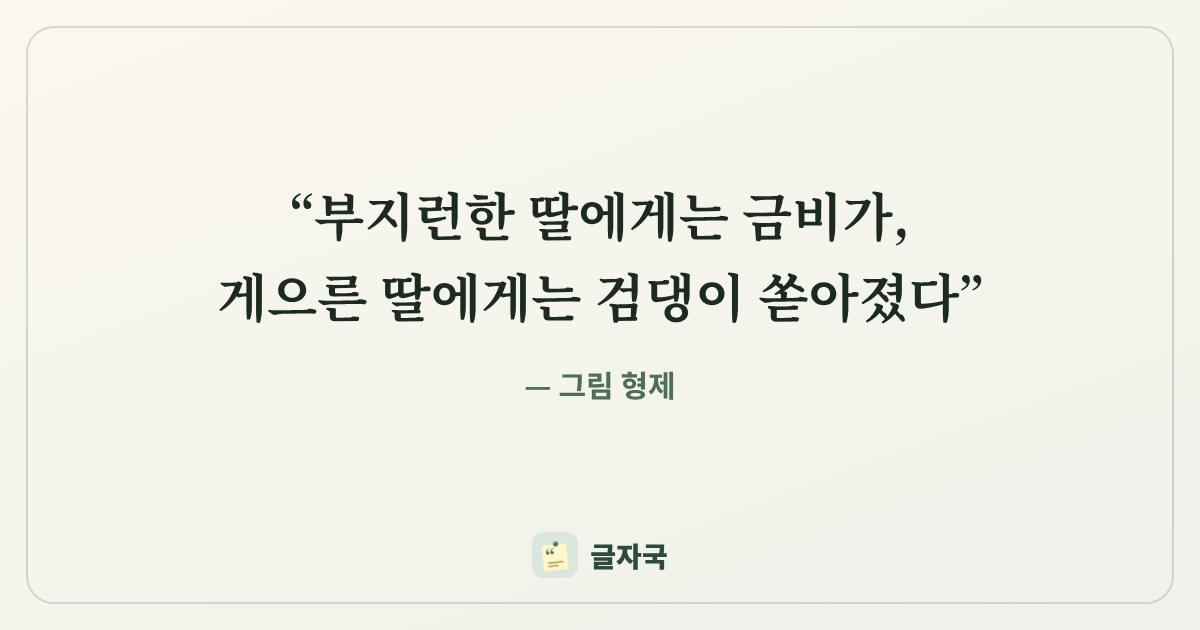 “부지런한 딸에게는 금비가,
게으른 딸에게는 검댕이 쏟아졌다”
— 그림 형제
글자국